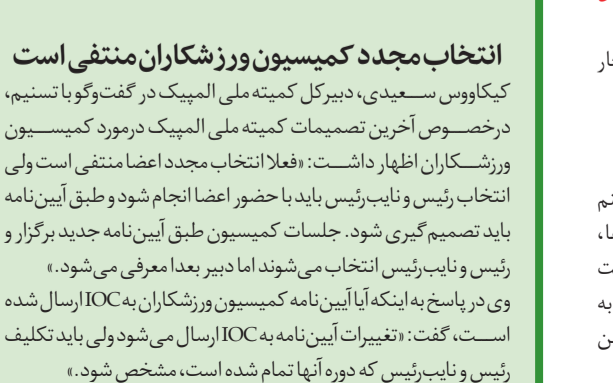 انتخاب مجدد کمیسیون ورزشکاران منتفی است
کیکاووس سعیدی، دبیرکل کمیته ملی المپیک در گفت‌وگو با تسنیم،
درخصوص آخرین تصمیمات کمیته ملی المپیک درمورد کمیسیون
ورزشکاران اظهار داشت: «فعلا انتخاب مجدد اعضا منتفی است ولی
انتخاب رئیس و نایب‌رئیس باید با حضور اعضا انجام شود و طبق آیین‌نامه
باید تصمیم گیری شود. جلسات کمیسیون طبق آیین‌نامه جدید برگزار و
رئیس و نایب‌رئیس انتخاب می‌شوند اما دبیر بعدا معرفی می‌شود.»
وی در پاسخ به اینکه آیا آیین‌نامه کمیسیون ورزشکاران به IOC ارسال شده
است، گفت: «تغییرات آیین‌نامه به IOC ارسال می‌شود ولی باید تکلیف
رئیس و نایب‌رئیس که دوره آنها تمام شده است، مشخص شود.»